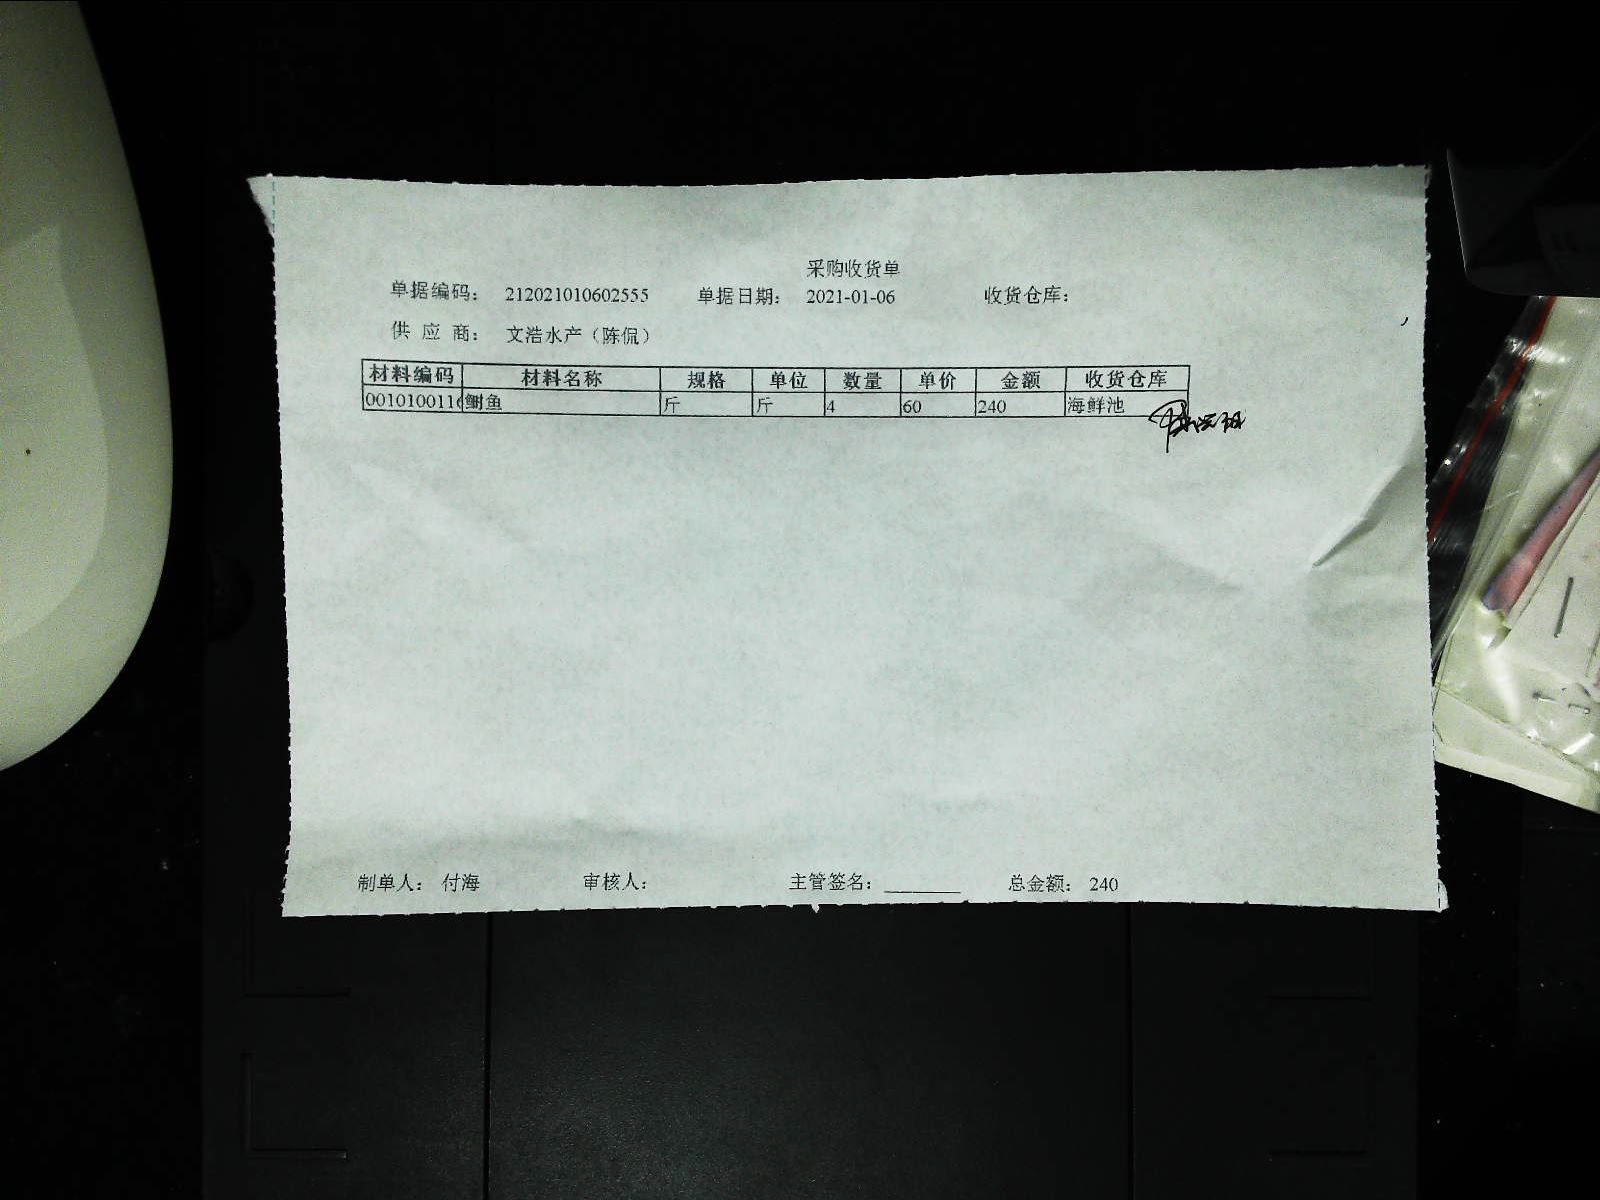 采购收货单
单据编码： 212021010602555 单据日期： 2021-01-06 收货仓库：
供 应 商： 文浩水产（陈侃）
材料编码 材料名称 规格 单位 数量 单价 金额 收货仓库
0010100116 鲥鱼 斤 斤 4 60 240 海鲜池
制单人： 付海 审核人： 主管签名：________ 总金额： 240